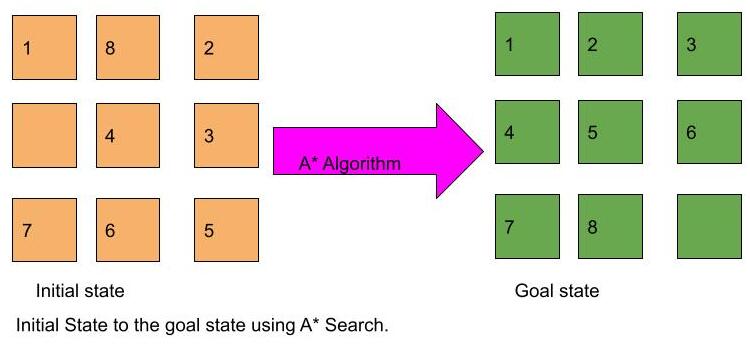 1 8 2 1 2 3
4 3 4 5 6
A* Algorithm
7 6 5 7 8
Initial state Goal state
Initial State to the goal state using A* Search.